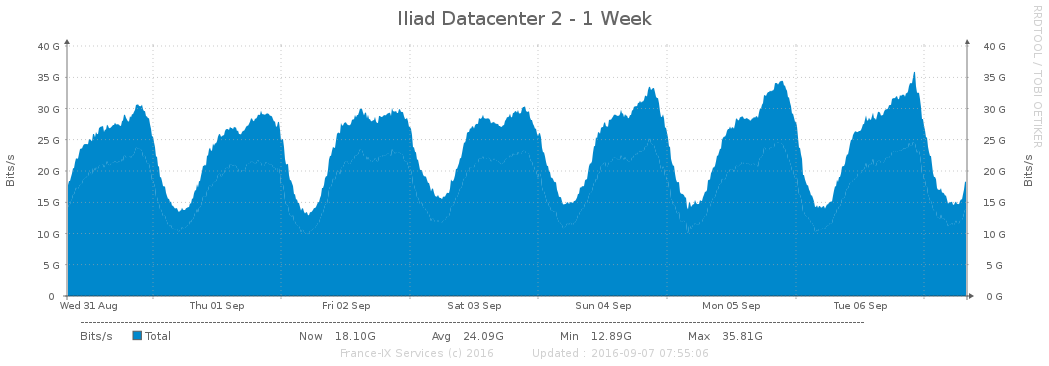 Iliad Datacenter 2 - 1 Week
RRDTOOL / TOBI OETIKER
40 G 40 G
35 G 35 G
30 G 30 G
25 G 25 G
20 G 20 G
15 G 15 G
10 G 10 G
5 G 5 G
0 0 G
Bits/s
Bits/s
Wed 31 Aug Thu 01 Sep Fri 02 Sep Sat 03 Sep Sun 04 Sep Mon 05 Sep Tue 06 Sep
Bits/s Total Now 18.10G Avg 24.09G Min 12.89G Max 35.81G
France-IX Services (c) 2016 Updated : 2016-09-07 07:55:06